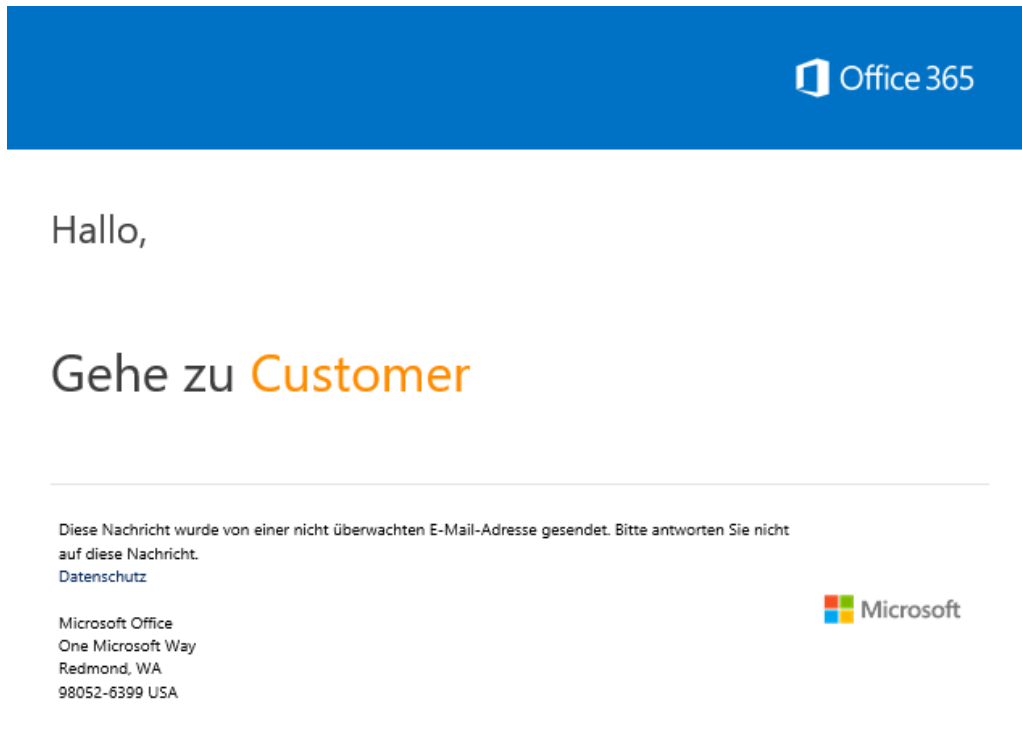 Office 365
Hallo,
Gehe zu Customer
Diese Nachricht wurde von einer nicht überwachten E-Mail-Adresse gesendet. Bitte antworten Sie nicht
auf diese Nachricht.
Datenschutz
Microsoft Office
One Microsoft Way
Redmond, WA
98052-6399 USA
Microsoft